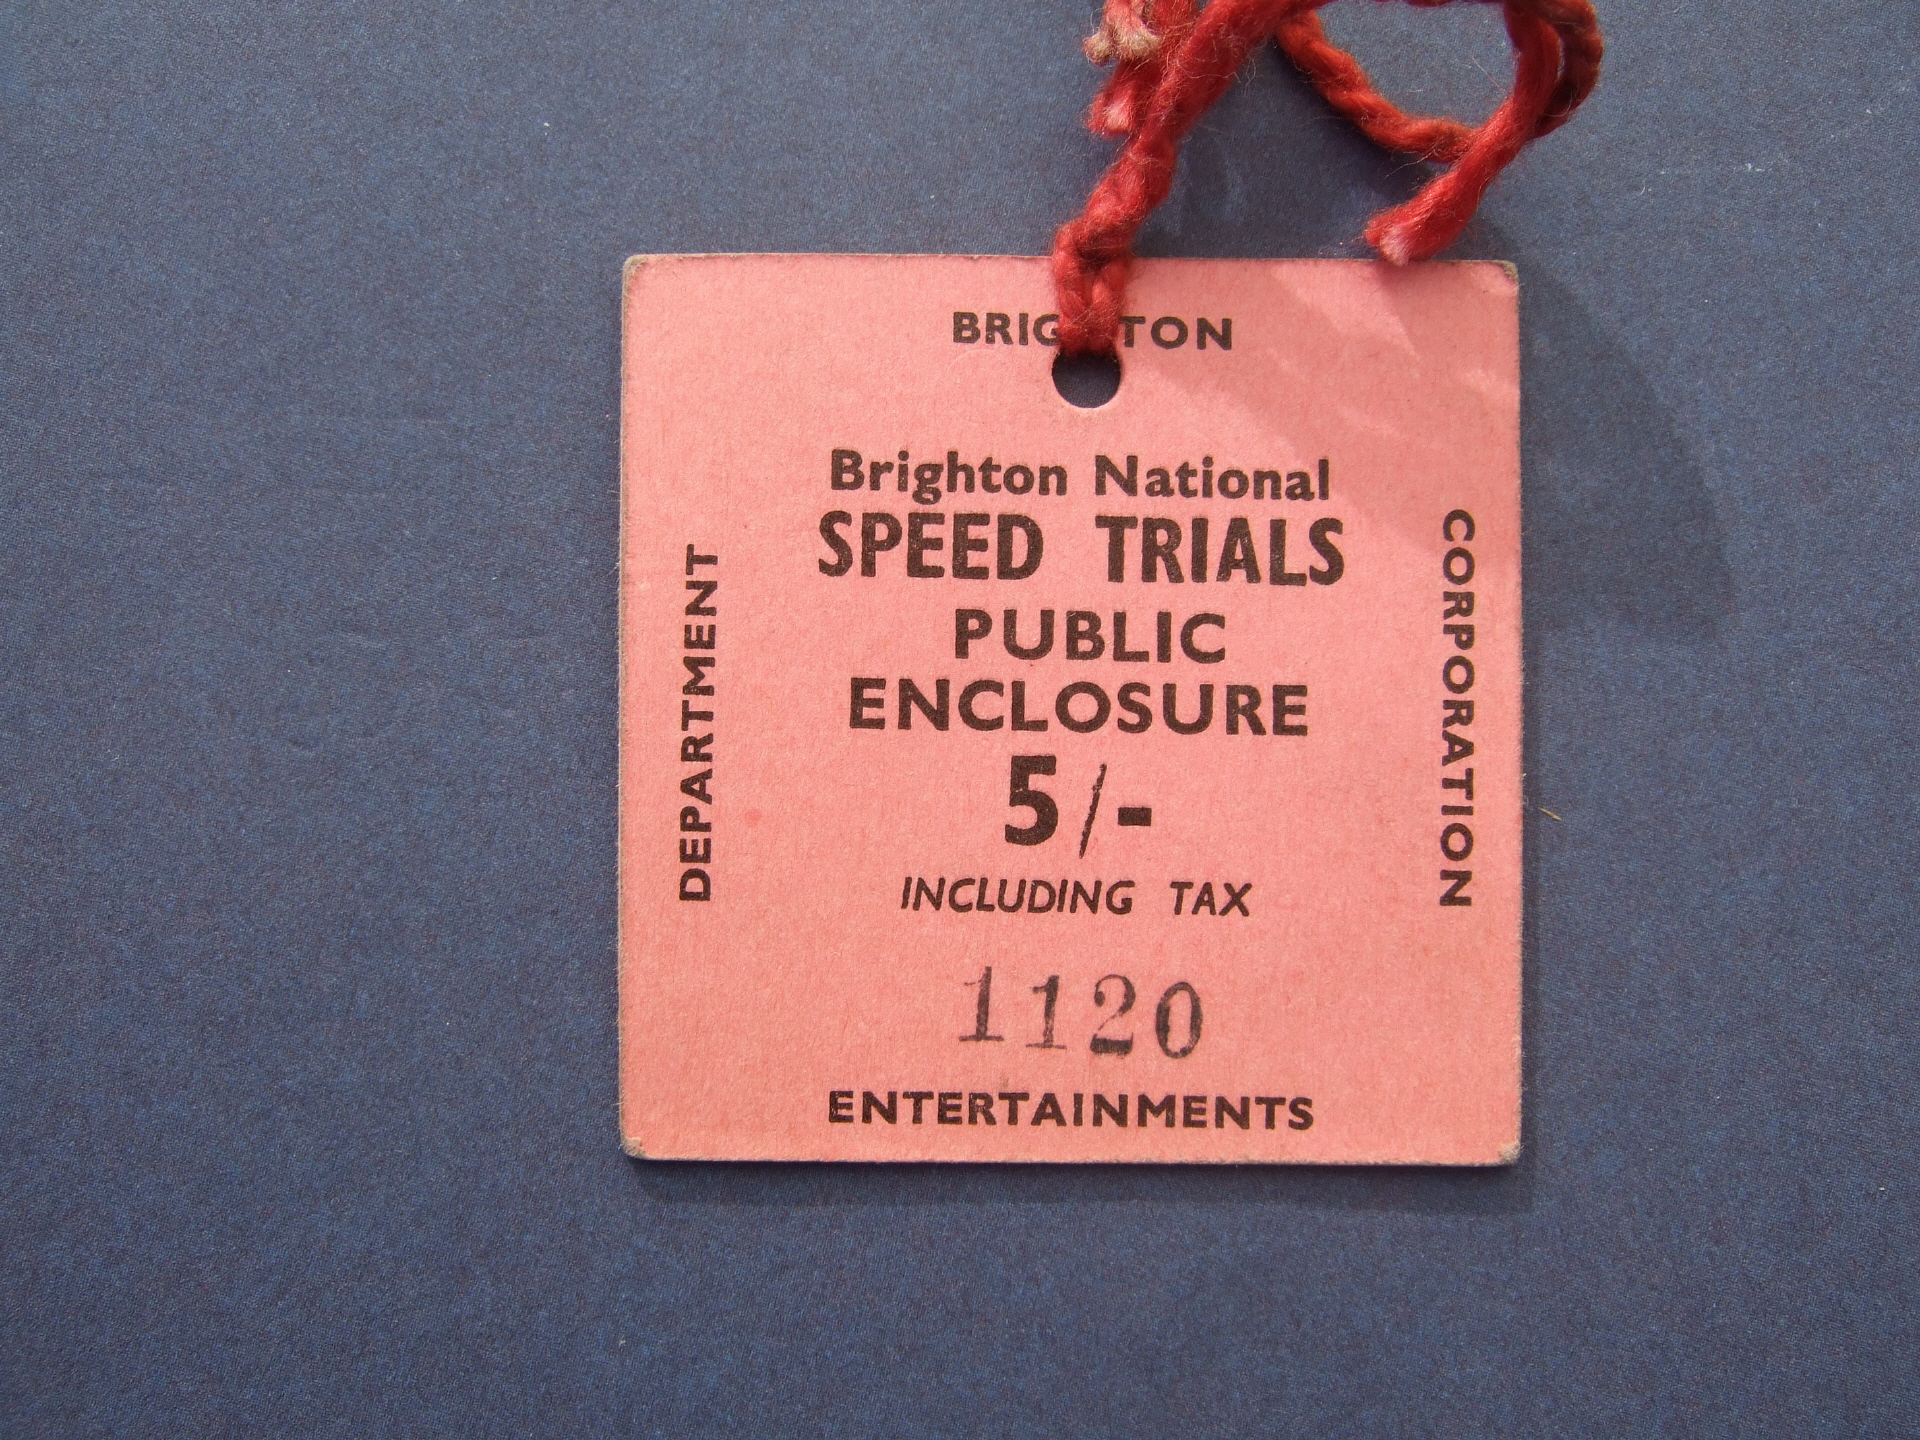 BRIGHTON
Brighton National
SPEED TRIALS
PUBLIC
ENCLOSURE
5/-
INCLUDING TAX
1120
ENTERTAINMENTS
DEPARTMENT
CORPORATION